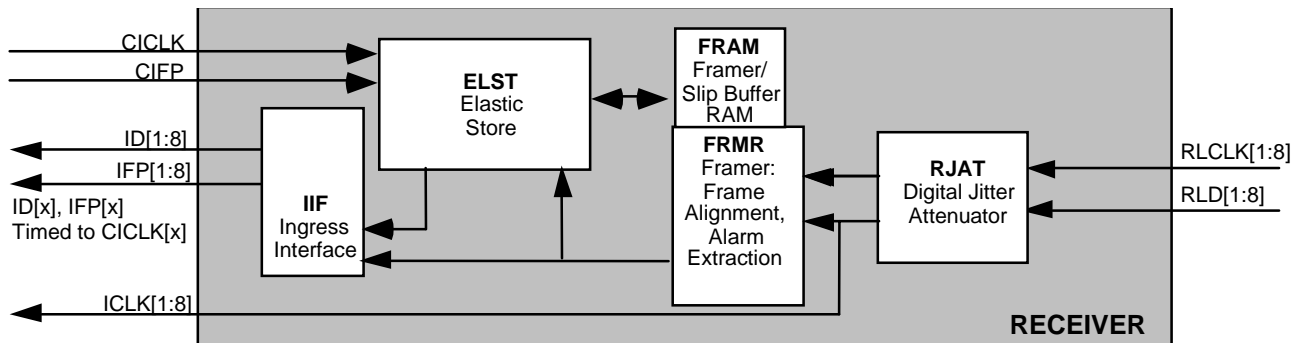 CICLK
CIFP
ELST
Elastic
Store
FRAM
Framer/
Slip Buffer
RAM
ID[1:8]
IFP[1:8]
ID[x], IFP[x]
Timed to CICLK[x]
IIF
Ingress
Interface
FRMR
Framer:
Frame
Alignment,
Alarm
Extraction
RJAT
Digital Jitter
Attenuator
RLCLK[1:8]
RLD[1:8]
ICLK[1:8]
RECEIVER